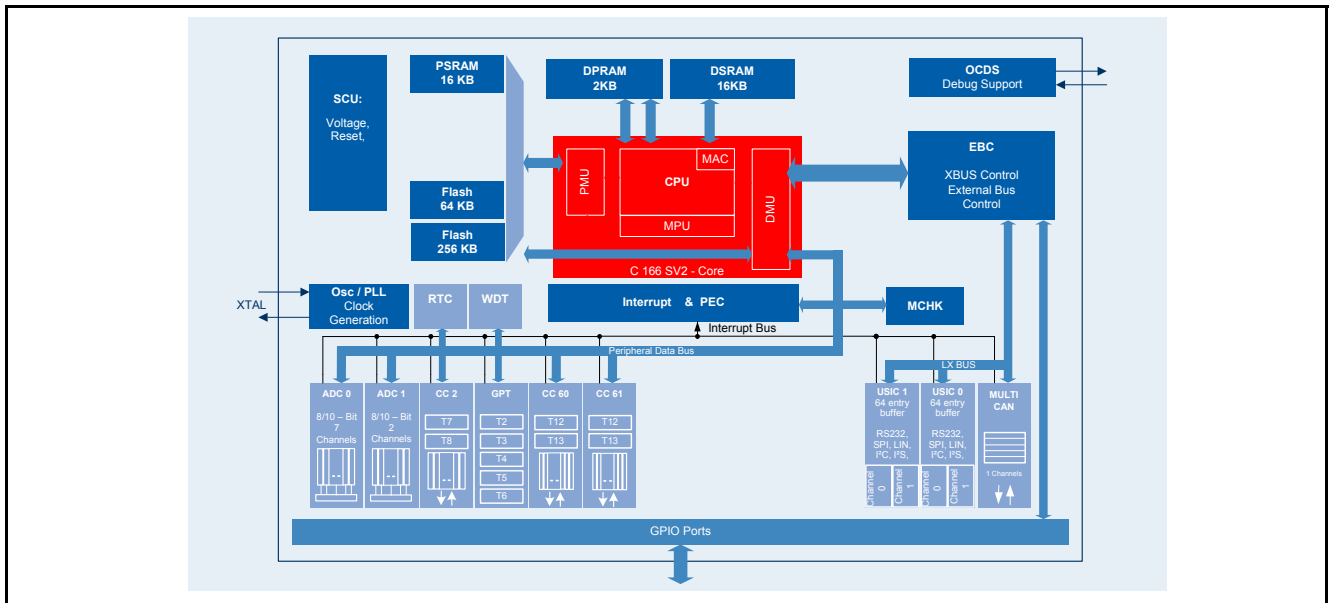 PSRAM
16 KB
DPRAM
2KB
DSRAM
16KB
OCDS
Debug Support
SCU:
Voltage,
Reset,
EBC
XBUS Control
External Bus
Control
PMU
MAC
CPU
MPU
DMU
C 166 SV2 - Core
Flash
64 KB
Flash
256 KB
XTAL
Osc / PLL
Clock
Generation
RTC
WDT
Interrupt & PEC
MCHK
Interrupt Bus
Peripheral Data Bus
LX BUS
ADC 0
8/10 – Bit
7
Channels
ADC 1
8/10 – Bit
2
Channels
CC 2
T7
T8
GPT
T2
T3
T4
T5
T6
CC 60
T12
T13
CC 61
T12
T13
USIC 1
64 entry
buffer
RS232,
SPI, LIN,
I²C, I²S,
Channel
0
Channel
1
USIC 0
64 entry
buffer
RS232,
SPI, LIN,
I²C, I²S,
Channel
0
Channel
1
MULTI
CAN
1 Channels
GPIO Ports